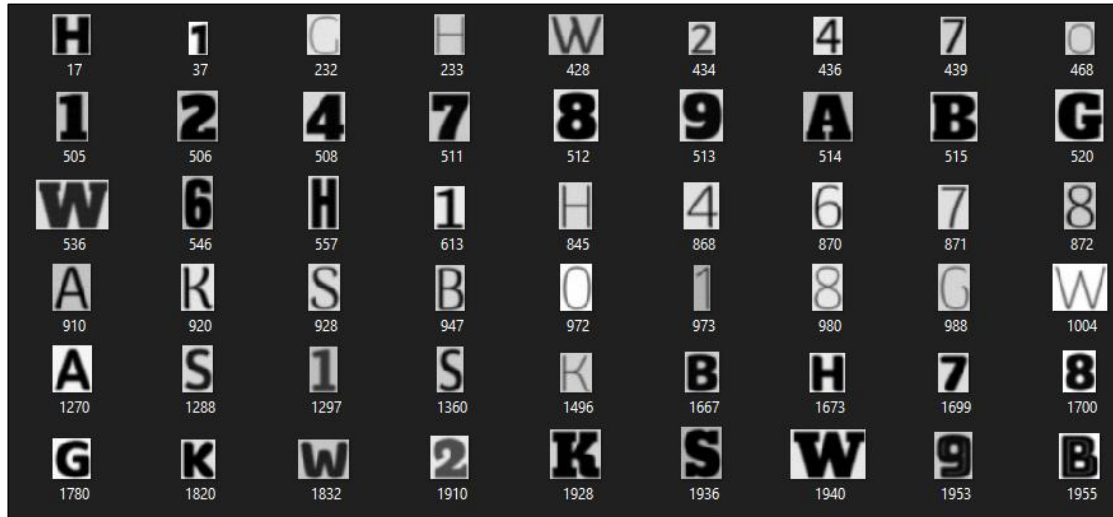 H 1 G H W 2 4 7 0
17 37 232 233 428 434 436 439 468
1 2 4 7 8 9 A B G
505 506 508 511 512 513 514 515 520
W 6 H 1 H 4 6 7 8
536 546 557 613 845 868 870 871 872
A K S B 0 1 8 G W
910 920 928 947 972 973 980 988 1004
A S 1 S K B H 7 8
1270 1288 1297 1360 1496 1667 1673 1699 1700
G K W 2 K S W 9 B
1780 1820 1832 1910 1928 1936 1940 1953 1955